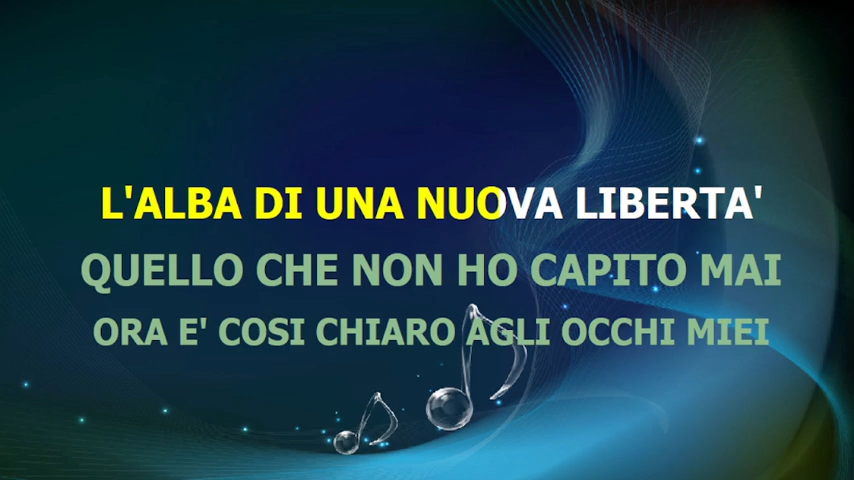 L'ALBA DI UNA NUOVA LIBERTA'
QUELLO CHE NON HO CAPITO MAI
ORA E' COSI CHIARO AGLI OCCHI MIEI